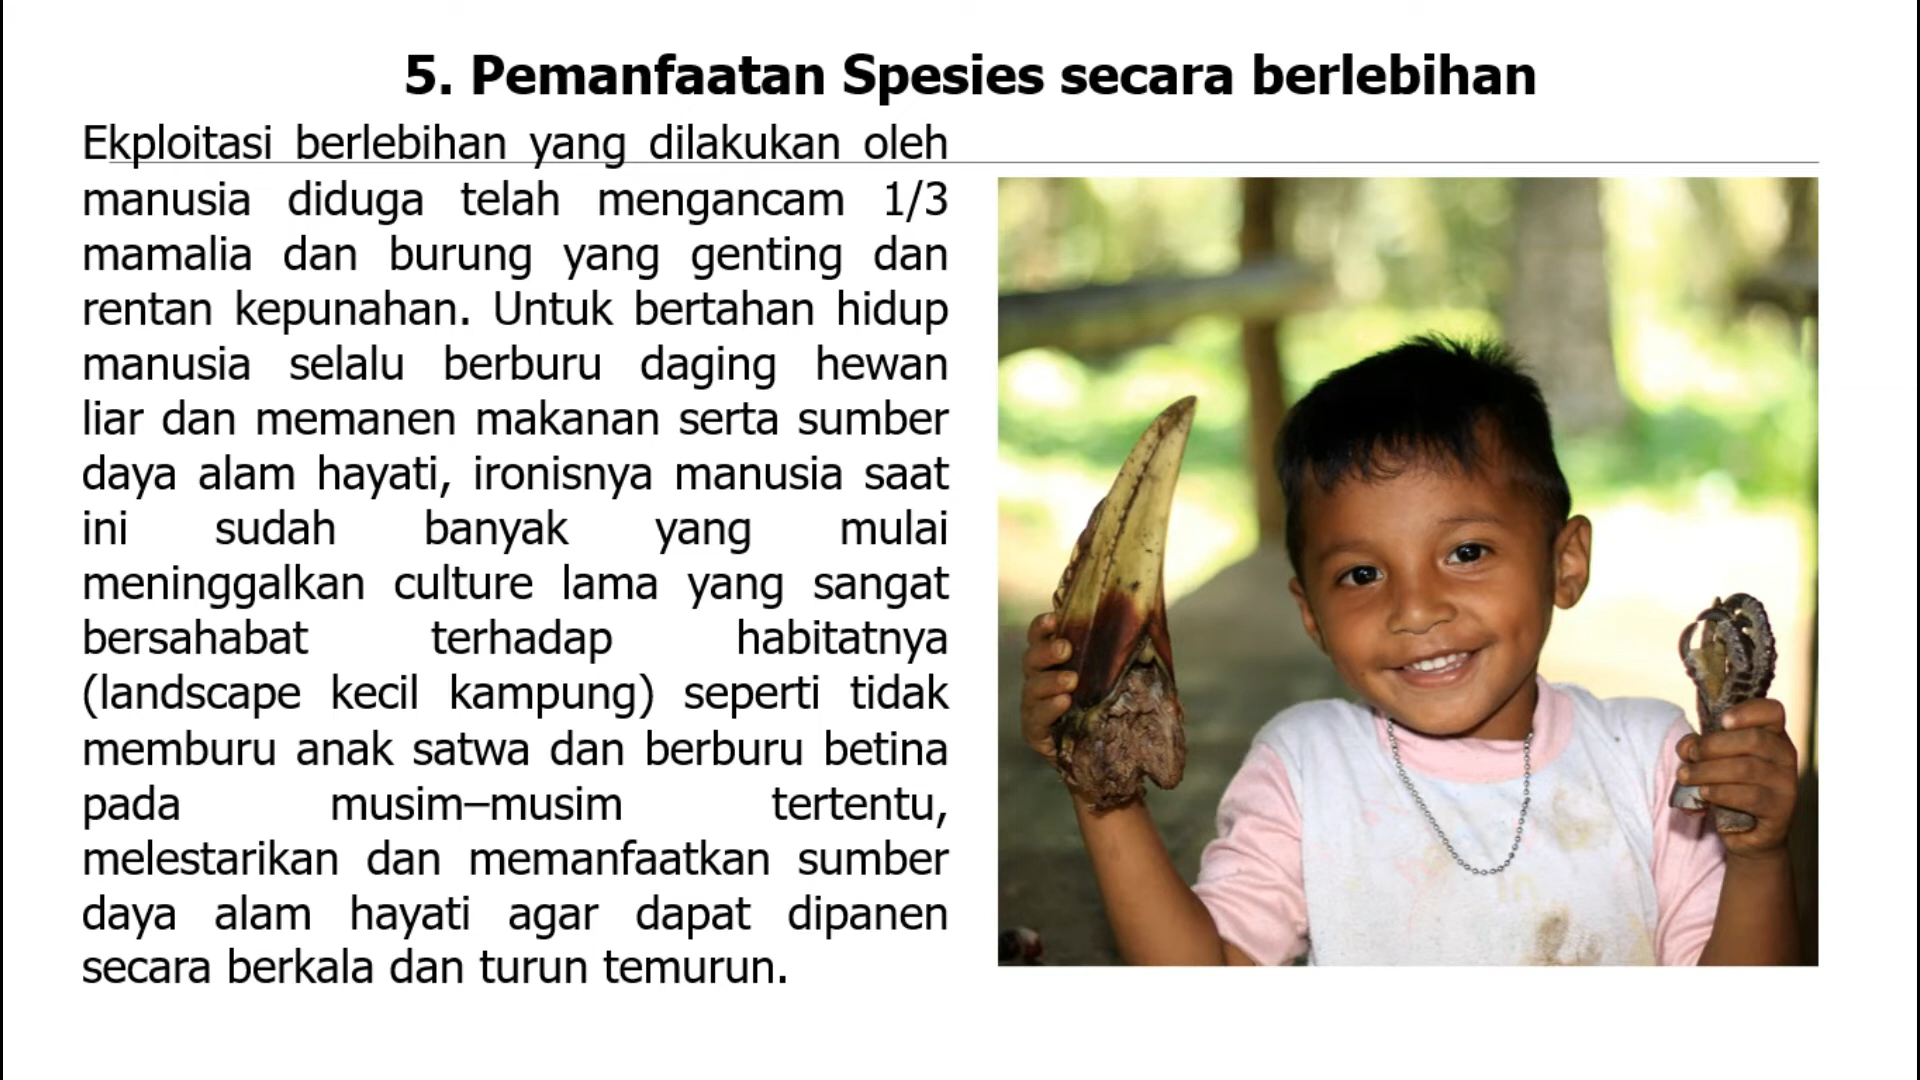 5. Pemanfaatan Spesies secara berlebihan
Ekploitasi berlebihan yang dilakukan oleh
manusia diduga telah mengancam 1/3
mamalia dan burung yang genting dan
rentan kepunahan. Untuk bertahan hidup
manusia selalu berburu daging hewan
liar dan memanen makanan serta sumber
daya alam hayati, ironisnya manusia saat
ini sudah banyak yang mulai
meninggalkan culture lama yang sangat
bersahabat terhadap habitatnya
(landscape kecil kampung) seperti tidak
memburu anak satwa dan berburu betina
pada musim–musim tertentu,
melestarikan dan memanfaatkan sumber
daya alam hayati agar dapat dipanen
secara berkala dan turun temurun.